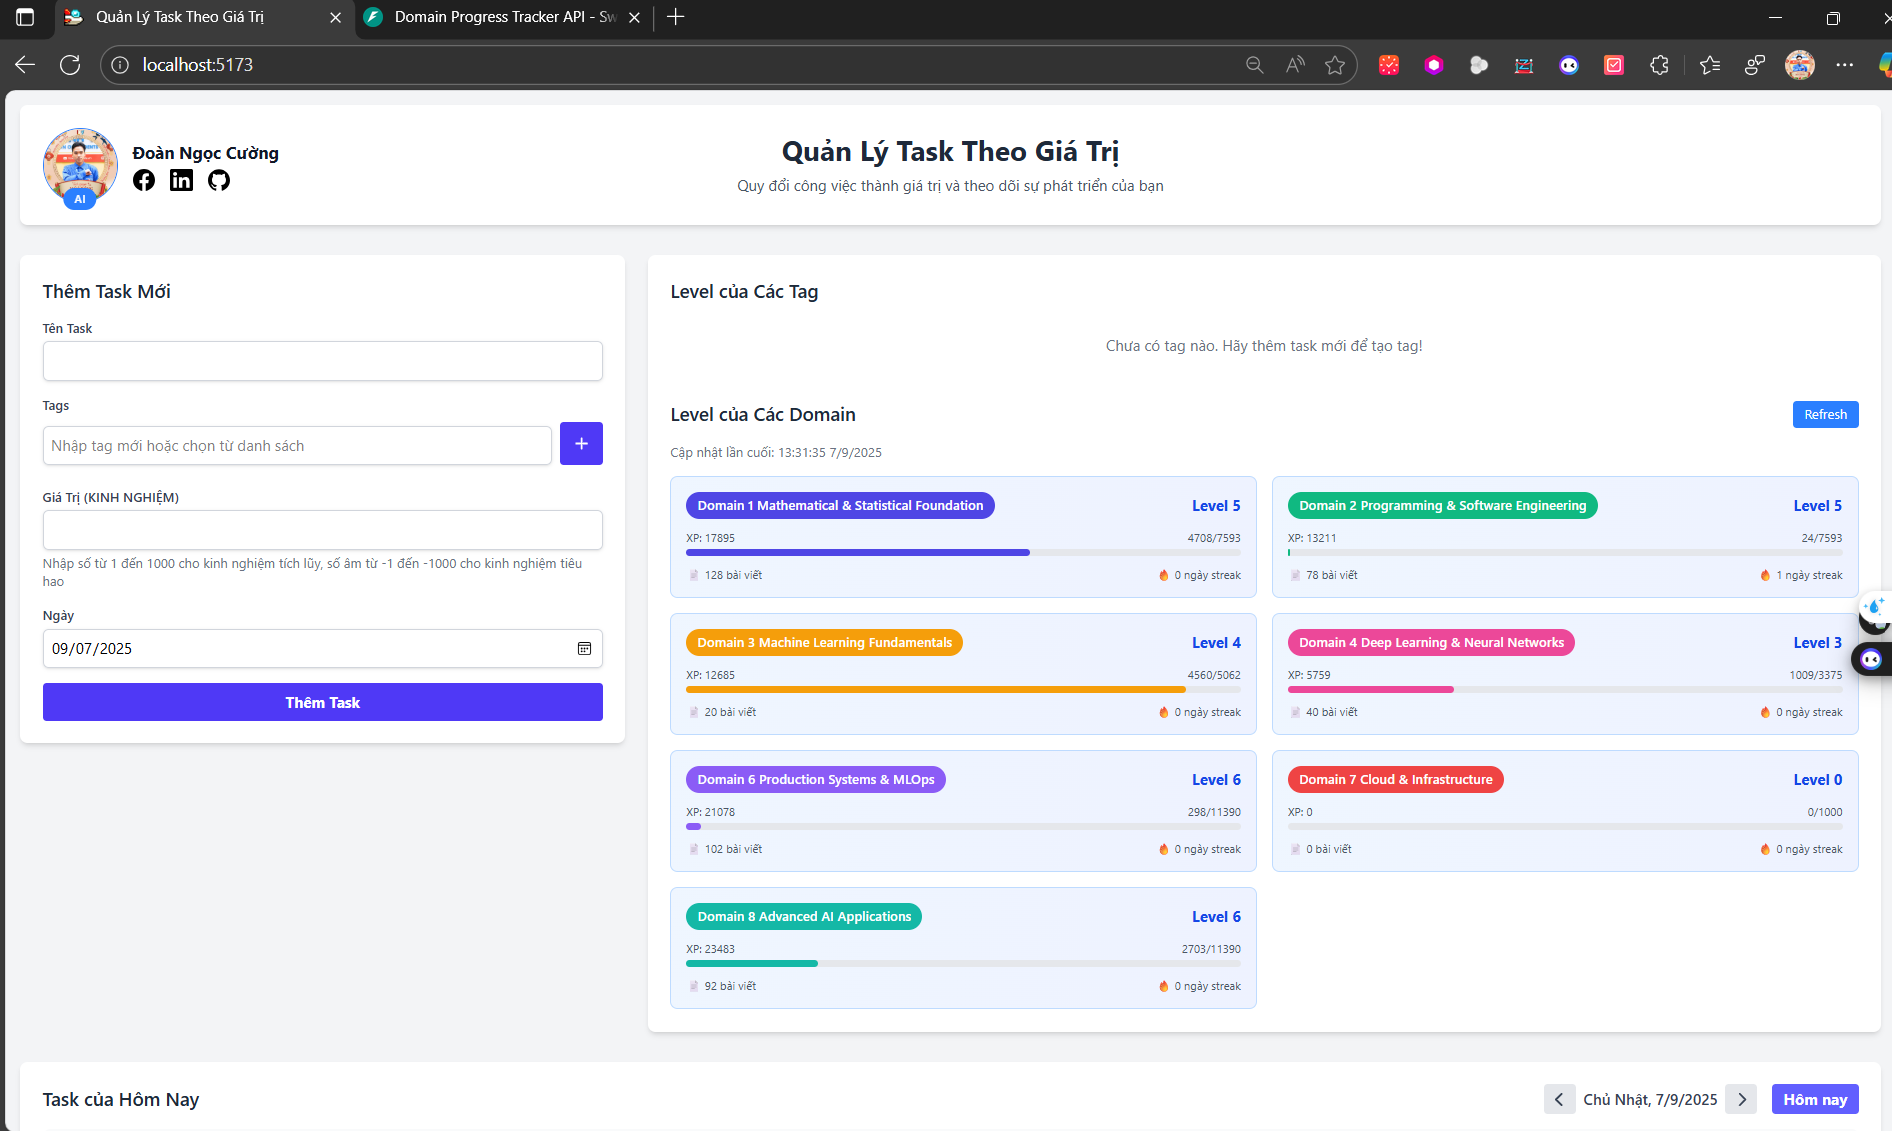 Quản Lý Task Theo Giá Trị
Domain Progress Tracker API - Sw
localhost:5173
Đoàn Ngọc Cường
AI
Quản Lý Task Theo Giá Trị
Quy đổi công việc thành giá trị và theo dõi sự phát triển của bạn
Thêm Task Mới
Tên Task
Tags
Nhập tag mới hoặc chọn từ danh sách
+
Giá Trị (KINH NGHIỆM)
Nhập số từ 1 đến 1000 cho kinh nghiệm tích lũy, số âm từ -1 đến -1000 cho kinh nghiệm tiêu
hao
Ngày
09/07/2025
Thêm Task
Level của Các Tag
Chưa có tag nào. Hãy thêm task mới để tạo tag!
Level của Các Domain
Refresh
Cập nhật lần cuối: 13:31:35 7/9/2025
Domain 1 Mathematical & Statistical Foundation
Level 5
XP: 17895
4708/7593
128 bài viết
0 ngày streak
Domain 2 Programming & Software Engineering
Level 5
XP: 13211
24/7593
78 bài viết
1 ngày streak
Domain 3 Machine Learning Fundamentals
Level 4
XP: 12685
4560/5062
20 bài viết
0 ngày streak
Domain 4 Deep Learning & Neural Networks
Level 3
XP: 5759
1009/3375
40 bài viết
0 ngày streak
Domain 6 Production Systems & MLOps
Level 6
XP: 21078
298/11390
102 bài viết
0 ngày streak
Domain 7 Cloud & Infrastructure
Level 0
XP: 0
0/1000
0 bài viết
0 ngày streak
Domain 8 Advanced AI Applications
Level 6
XP: 23483
2703/11390
92 bài viết
0 ngày streak
Task của Hôm Nay
Chủ Nhật, 7/9/2025
Hôm nay